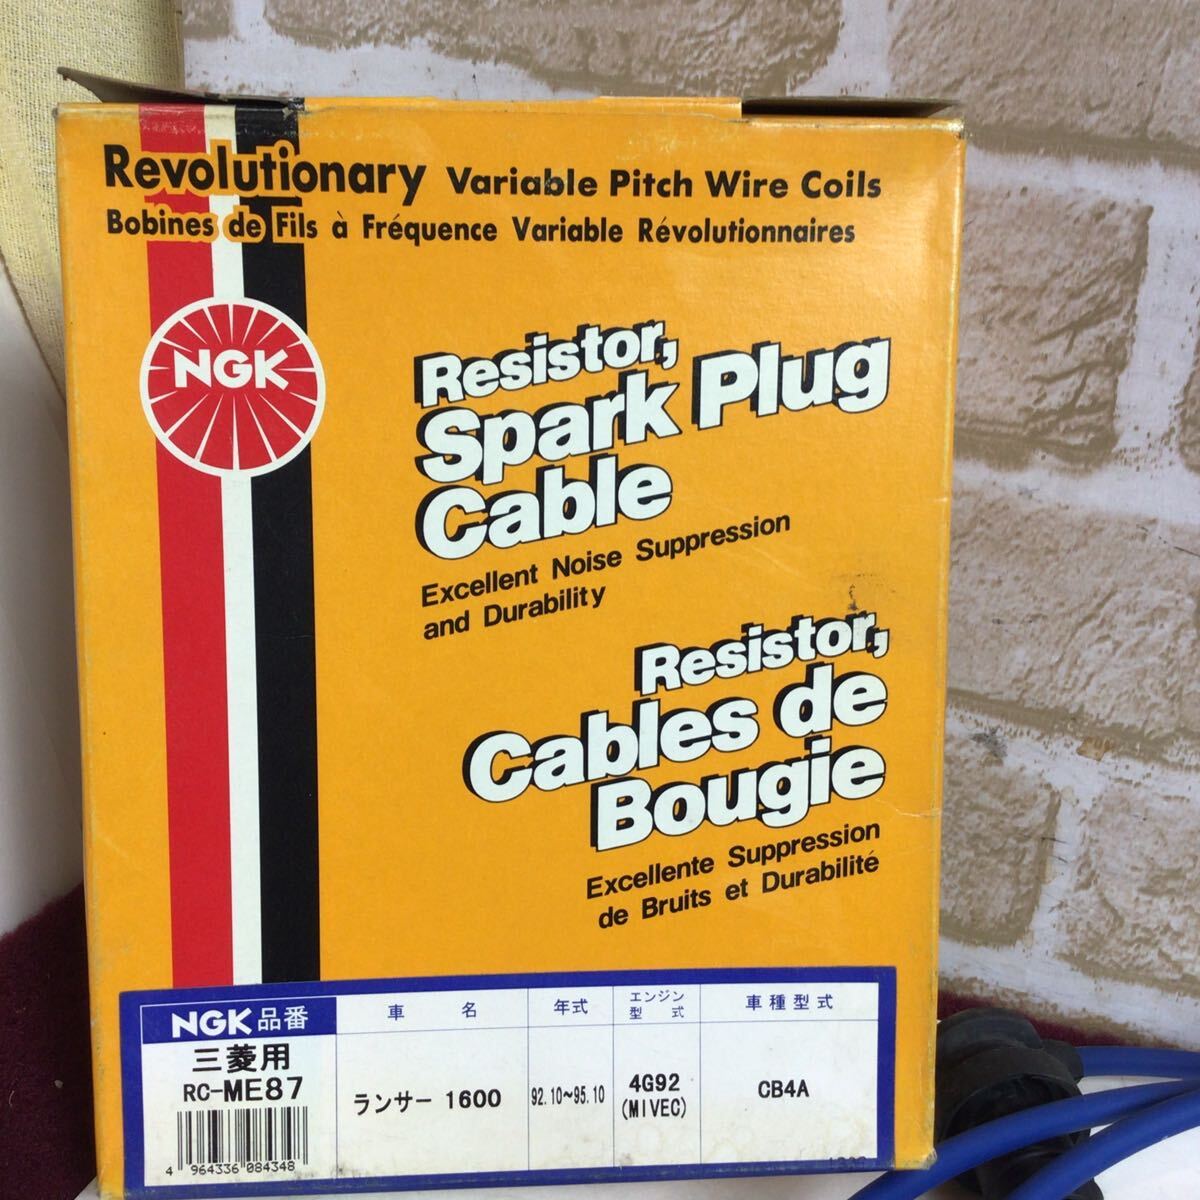 Revolutionary Variable Pitch Wire Coils
Bobines de Fils à Fréquence Variable Révolutionnaires
NGK
Resistor,
Spark Plug
Cable
Excellent Noise Suppression
and Durability
Resistor,
Cables de
Bougie
Excellente Suppression
de Bruits et Durabilité
NGK品番
三菱用
RC-ME87
4 964336 084348
車名
ランサー 1600
年式
92.10~95.10
エンジン
型式
4G92
(MIVEC)
車種型式
CB4A